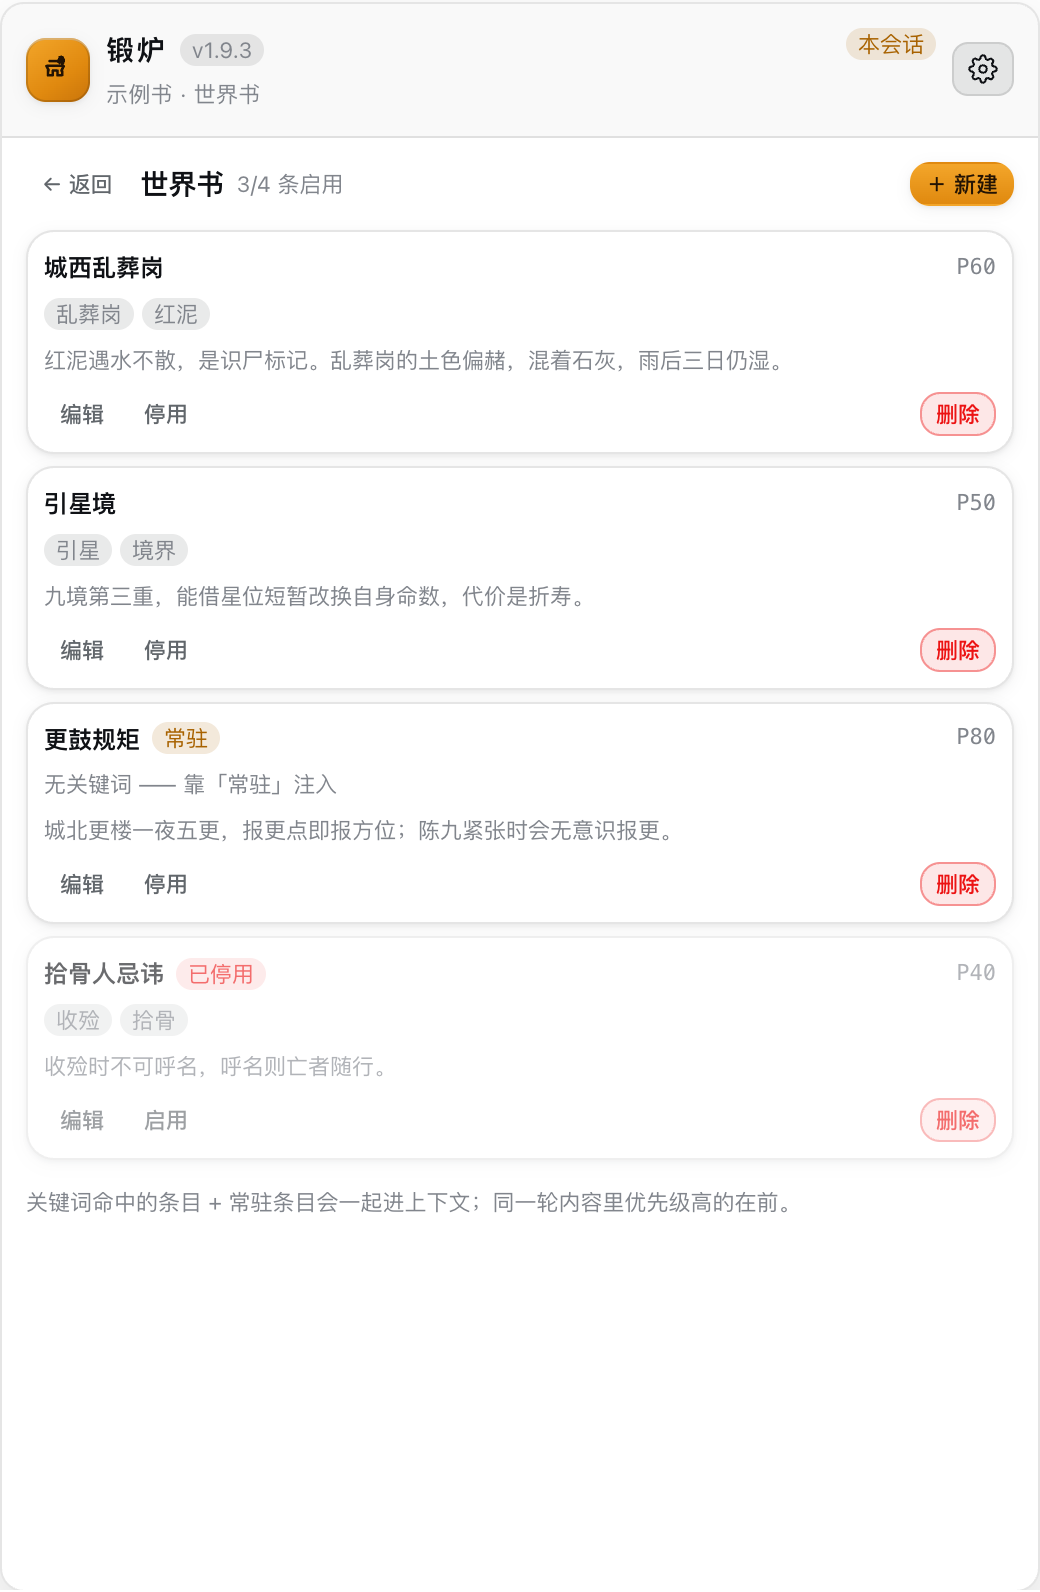 锻炉 v1.9.3
本会话
示例书 · 世界书
← 返回 世界书 3/4 条启用
+ 新建
城西乱葬岗 P60
乱葬岗 红泥
红泥遇水不散，是识尸标记。乱葬岗的土色偏赭，混着石灰，雨后三日仍湿。
编辑 停用 删除
引星境 P50
引星 境界
九境第三重，能借星位短暂改换自身命数，代价是折寿。
编辑 停用 删除
更鼓规矩 常驻 P80
无关键词 —— 靠「常驻」注入
城北更楼一夜五更，报更点即报方位；陈九紧张时会无意识报更。
编辑 停用 删除
拾骨人忌讳 已停用 P40
收殓 拾骨
收殓时不可呼名，呼名则亡者随行。
编辑 启用 删除
关键词命中的条目 + 常驻条目会一起进上下文；同一轮内容里优先级高的在前。